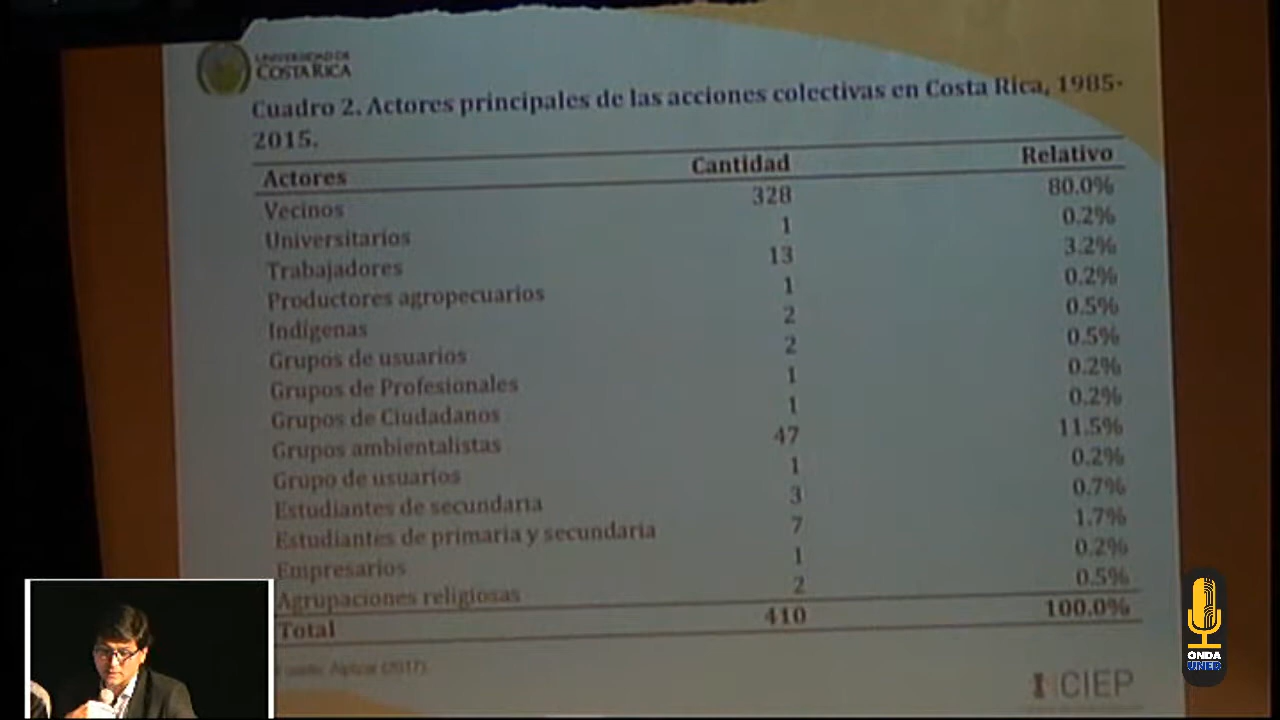 UNIVERSIDAD DE
COSTA RICA
Cuadro 2. Actores principales de las acciones colectivas en Costa Rica, 1985-
2015.
Actores Cantidad Relativo
Vecinos 328 80.0%
Universitarios 1 0.2%
Trabajadores 13 3.2%
Productores agropecuarios 1 0.2%
Indígenas 2 0.5%
Grupos de usuarios 2 0.5%
Grupos de Profesionales 1 0.2%
Grupos de Ciudadanos 1 0.2%
Grupos ambientalistas 47 11.5%
Grupo de usuarios 1 0.2%
Estudiantes de secundaria 3 0.7%
Estudiantes de primaria y secundaria 7 1.7%
Empresarios 1 0.2%
Agrupaciones religiosas 2 0.5%
Total 410 100.0%
(2017).
CIEP
ONDA
UNED